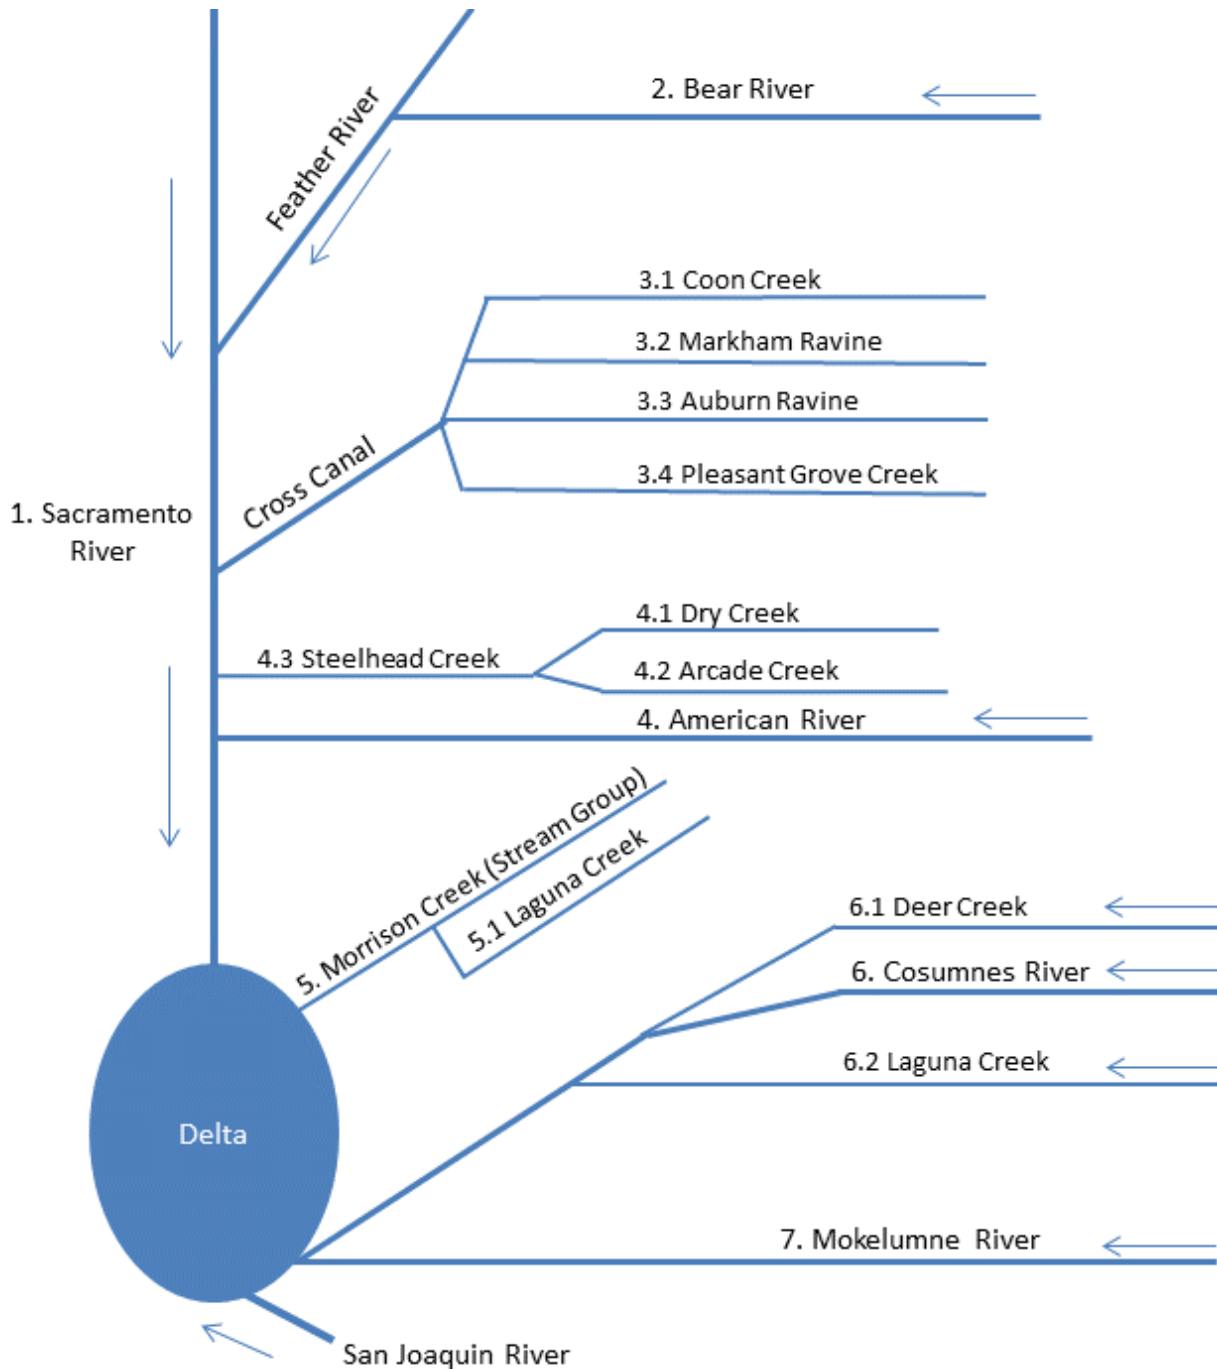 2. Bear River
Feather River
3.1 Coon Creek
3.2 Markham Ravine
3.3 Auburn Ravine
3.4 Pleasant Grove Creek
Cross Canal
1. Sacramento
River
4.1 Dry Creek
4.3 Steelhead Creek
4.2 Arcade Creek
4. American River
5. Morrison Creek (Stream Group)
5.1 Laguna Creek
6.1 Deer Creek
6. Cosumnes River
6.2 Laguna Creek
Delta
7. Mokelumne River
San Joaquin River